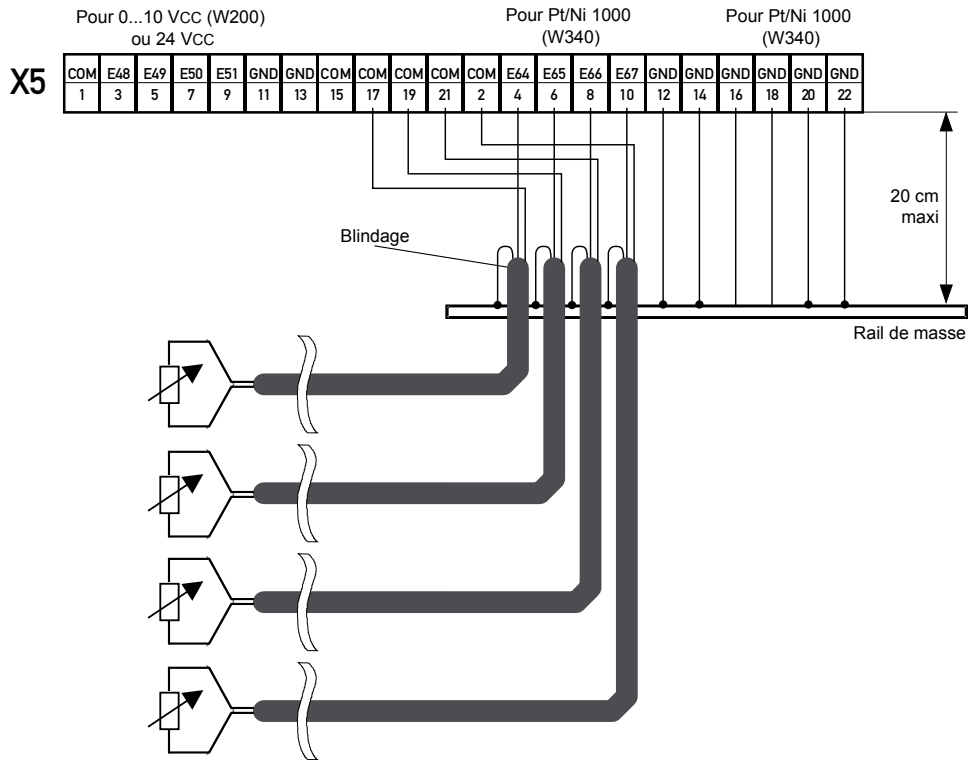 Pour 0...10 VCC (W200)
ou 24 VCC
Pour Pt/Ni 1000
(W340)
Pour Pt/Ni 1000
(W340)
X5
COM E48 E49 E50 E51 GND GND COM COM COM COM COM E64 E65 E66 E67 GND GND GND GND GND GND
1 3 5 7 9 11 13 15 17 19 21 2 4 6 8 10 12 14 16 18 20 22
20 cm
maxi
Blindage
Rail de masse